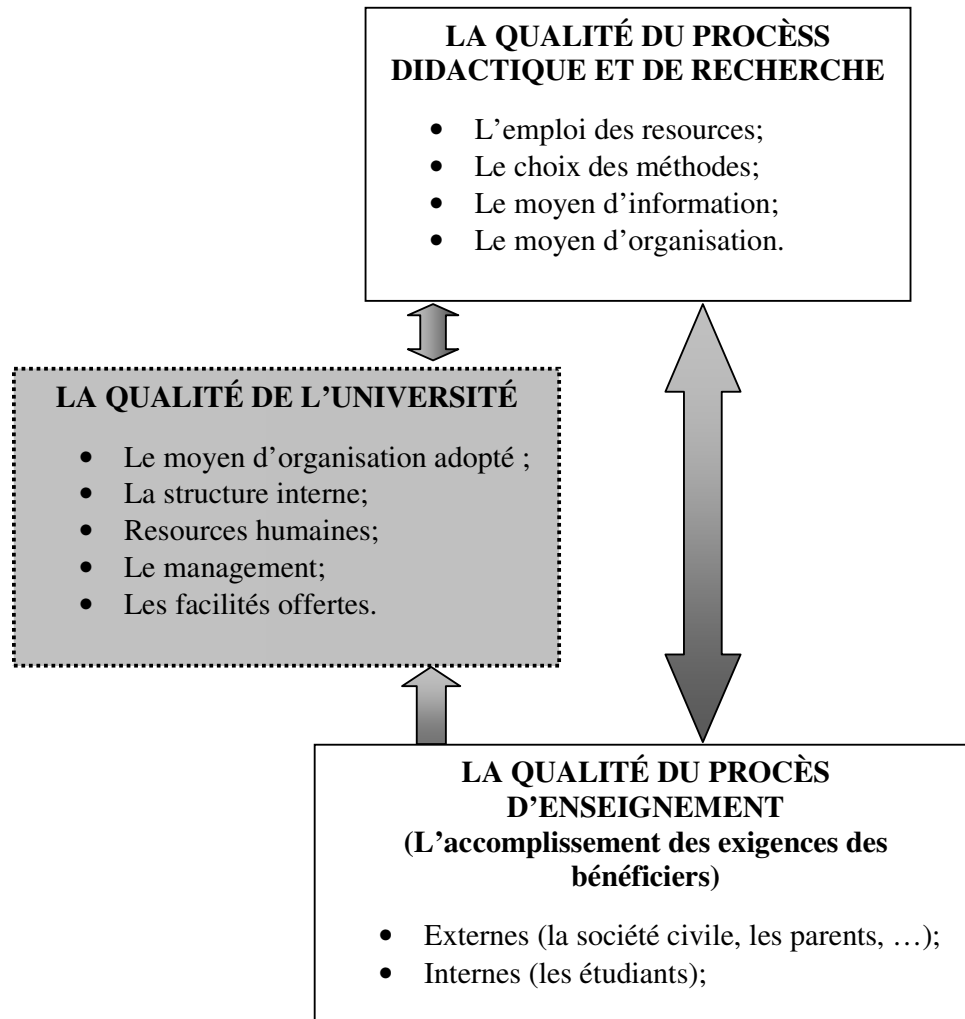 LA QUALITÉ DU PROCÈSS
DIDACTIQUE ET DE RECHERCHE
• L’emploi des resources;
• Le choix des méthodes;
• Le moyen d’information;
• Le moyen d’organisation.
LA QUALITÉ DE L’UNIVERSITÉ
• Le moyen d’organisation adopté ;
• La structure interne;
• Resources humaines;
• Le management;
• Les facilités offertes.
LA QUALITÉ DU PROCÈS
D’ENSEIGNEMENT
(L’accomplissement des exigences des
bénéficiers)
• Externes (la société civile, les parents, …);
• Internes (les étudiants);